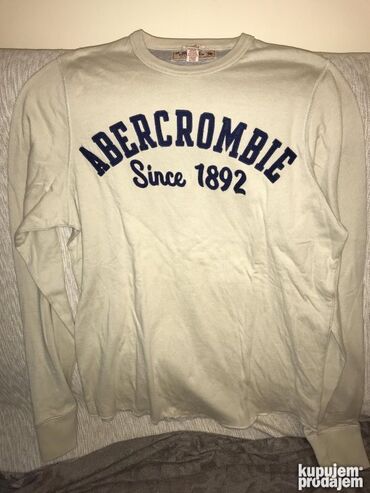 ABERCROMBIE
Since 1892
kupujem
prodajem